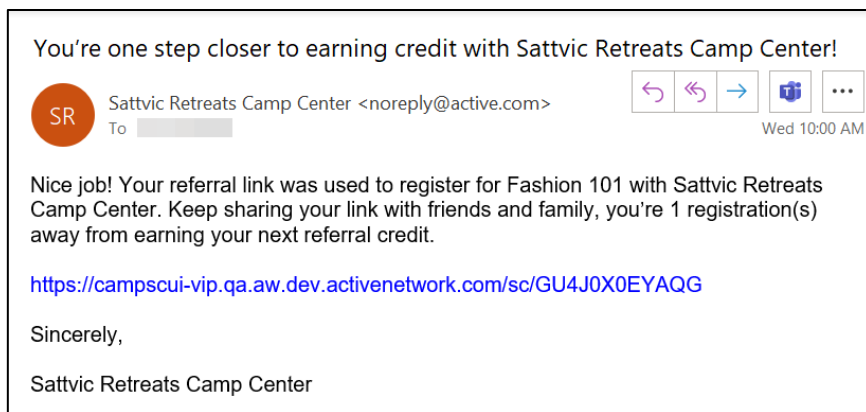 You're one step closer to earning credit with Sattvic Retreats Camp Center!
SR
Sattvic Retreats Camp Center <noreply@active.com>
To
Wed 10:00 AM
Nice job! Your referral link was used to register for Fashion 101 with Sattvic Retreats
Camp Center. Keep sharing your link with friends and family, you're 1 registration(s)
away from earning your next referral credit.
https://campscui-vip.qa.aw.dev.activenetwork.com/sc/GU4J0X0EYAQG
Sincerely,
Sattvic Retreats Camp Center